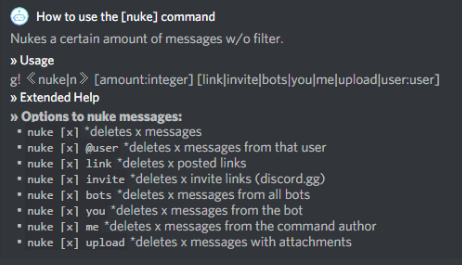 How to use the [nuke] command
Nukes a certain amount of messages w/o filter.
» Usage
g! 《nuke|n》 [amount:integer] [link|invite|bots|you|me|upload|user:user]
» Extended Help
» Options to nuke messages:
• nuke [x] *deletes x messages
• nuke [x] @user *deletes x messages from that user
• nuke [x] link *deletes x posted links
• nuke [x] invite *deletes x invite links (discord.gg)
• nuke [x] bots *deletes x messages from all bots
• nuke [x] you *deletes x messages from the bot
• nuke [x] me *deletes x messages from the command author
• nuke [x] upload *deletes x messages with attachments